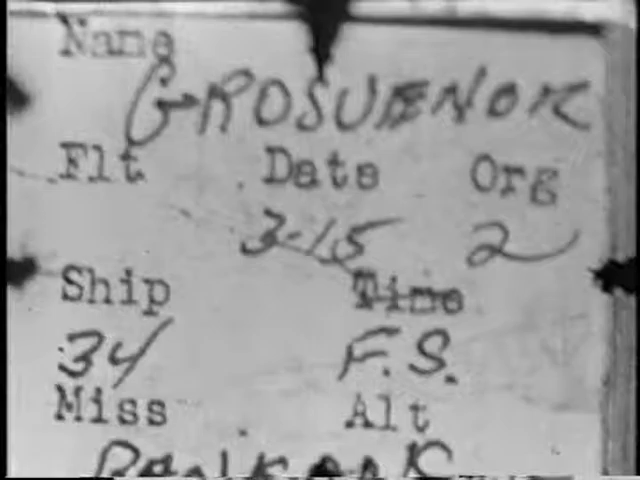 Name
GROSVENOR
Flt Date Org
3-15 2
Ship Time
34 F.S.
Miss Alt